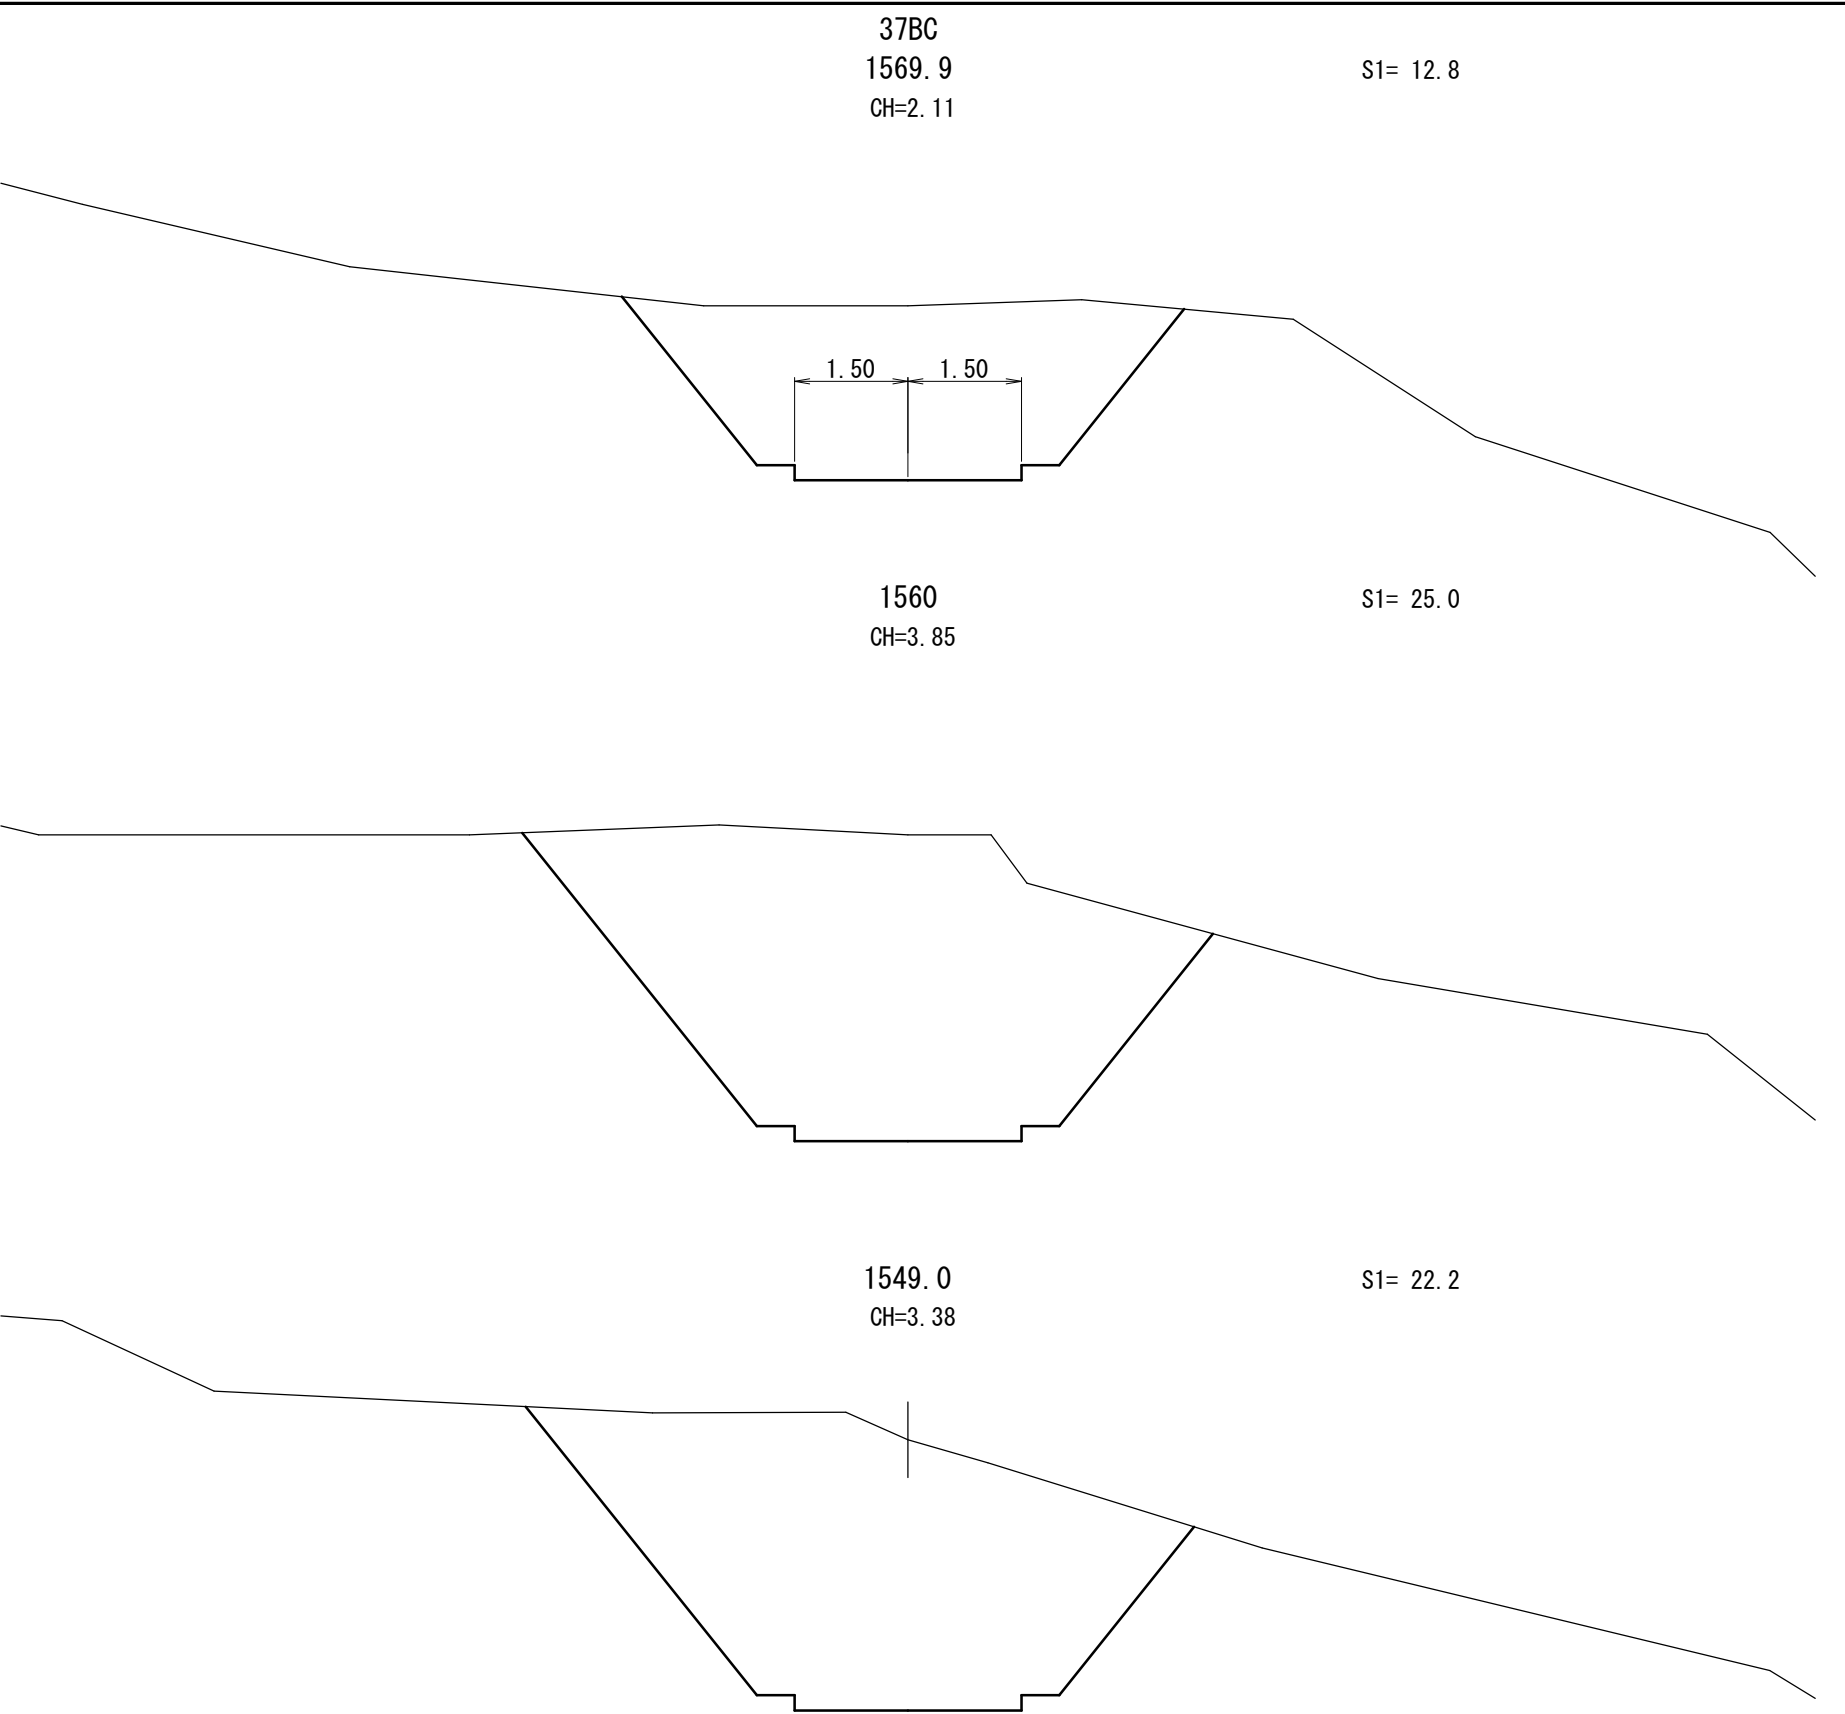 37BC
1569.9
S1= 12.8
CH=2.11
1.50
1.50
1560
S1= 25.0
CH=3.85
1549.0
S1= 22.2
CH=3.38